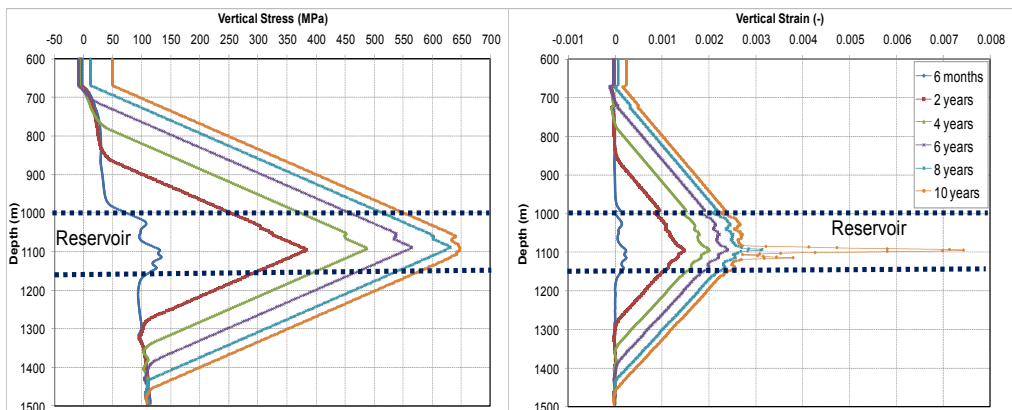 Vertical Stress (MPa)
-50 0 50 100 150 200 250 300 350 400 450 500 550 600 650 700
600
700
800
900
1000
1100
1200
1300
1400
1500
Depth (m)
Reservoir
Vertical Strain (-)
-0.001 0 0.001 0.002 0.003 0.004 0.005 0.006 0.007 0.008
600
700
800
900
1000
1100
1200
1300
1400
1500
Depth (m)
6 months
2 years
4 years
6 years
8 years
10 years
Reservoir